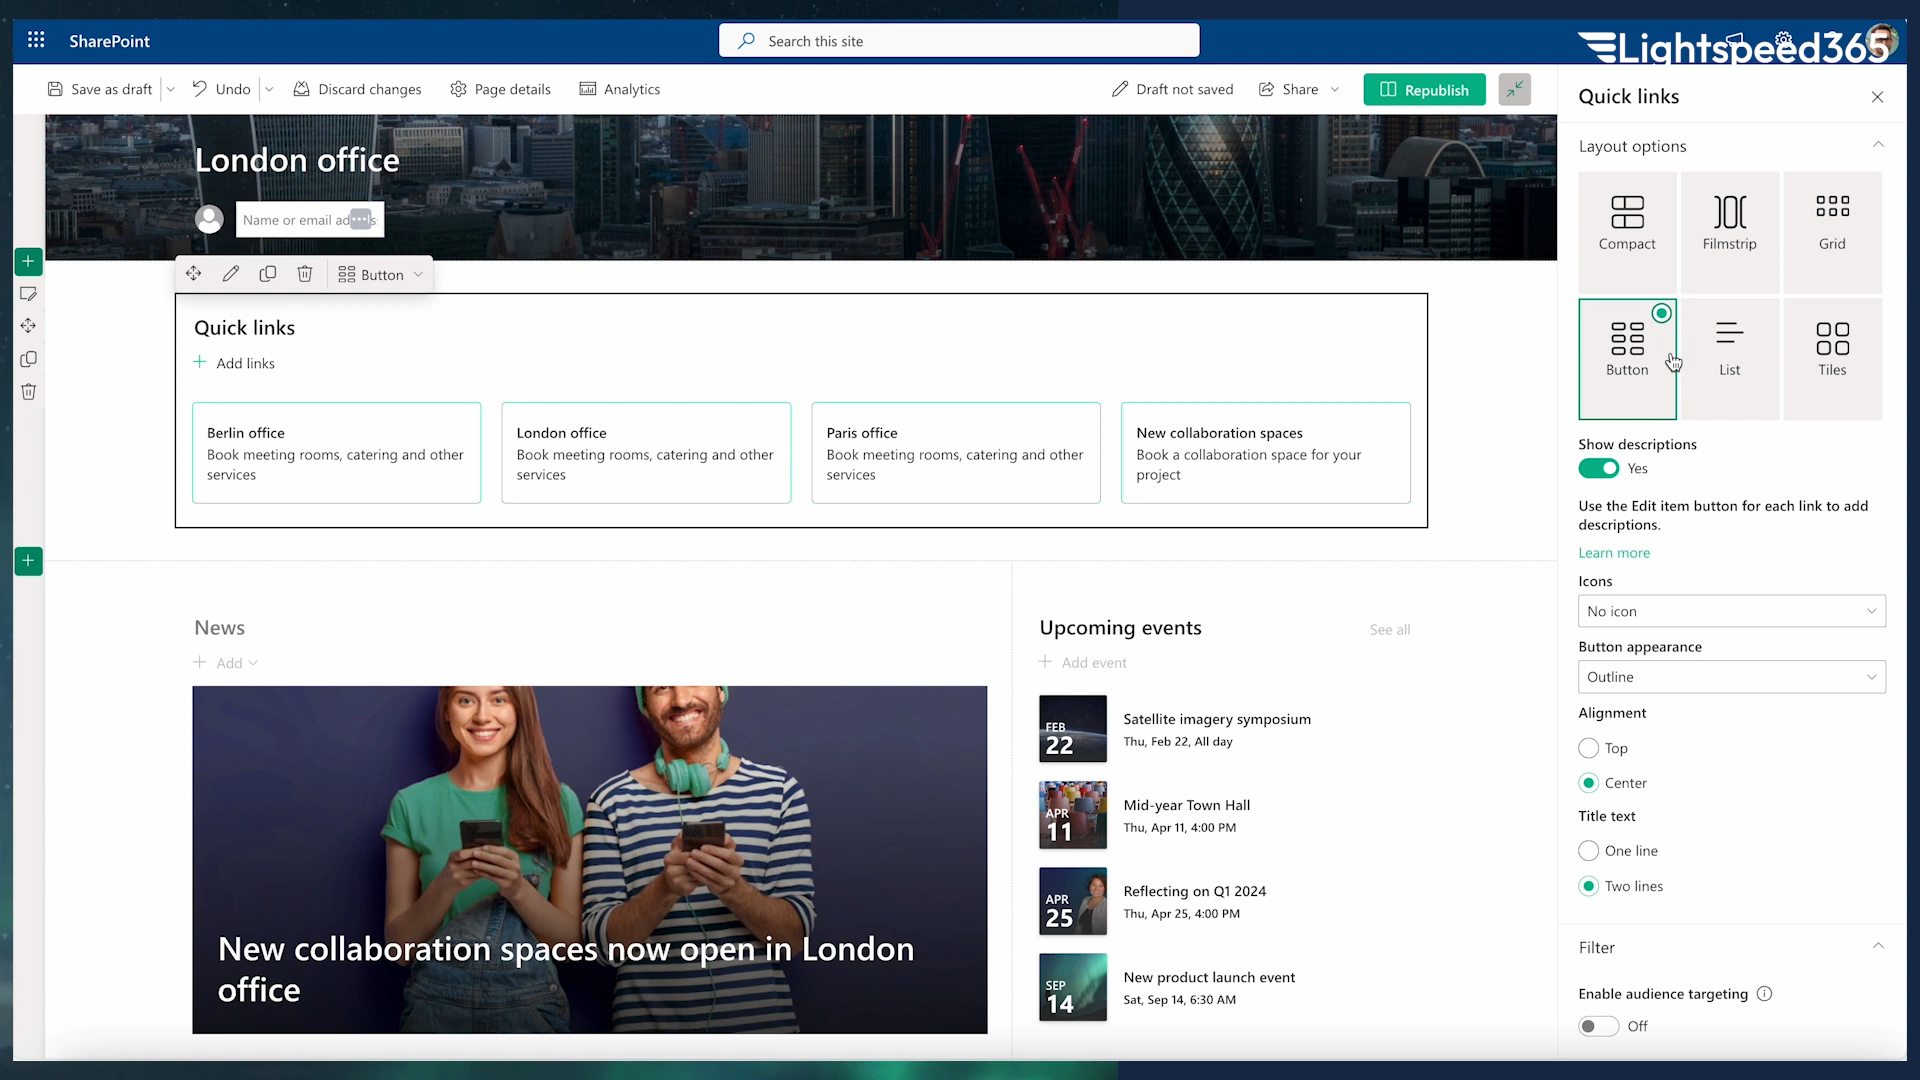 SharePoint
Search this site
Lightspeed365
Save as draft
Undo
Discard changes
Page details
Analytics
Draft not saved
Share
Republish
London office
Name or email ad
Button
Quick links
Add links
Berlin office
Book meeting rooms, catering and other
services
London office
Book meeting rooms, catering and other
services
Paris office
Book meeting rooms, catering and other
services
New collaboration spaces
Book a collaboration space for your
project
News
Add
New collaboration spaces now open in London
office
Upcoming events
See all
Add event
FEB
22
Satellite imagery symposium
Thu, Feb 22, All day
APR
11
Mid-year Town Hall
Thu, Apr 11, 4:00 PM
APR
25
Reflecting on Q1 2024
Thu, Apr 25, 4:00 PM
SEP
14
New product launch event
Sat, Sep 14, 6:30 AM
Quick links
Layout options
Compact
Filmstrip
Grid
Button
List
Tiles
Show descriptions
Yes
Use the Edit item button for each link to add
descriptions.
Learn more
Icons
No icon
Button appearance
Outline
Alignment
Top
Center
Title text
One line
Two lines
Filter
Enable audience targeting
Off